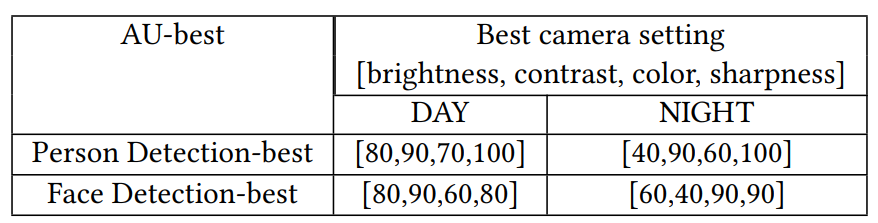 AU-best Best camera setting
[brightness, contrast, color, sharpness]
DAY NIGHT
Person Detection-best [80,90,70,100] [40,90,60,100]
Face Detection-best [80,90,60,80] [60,40,90,90]